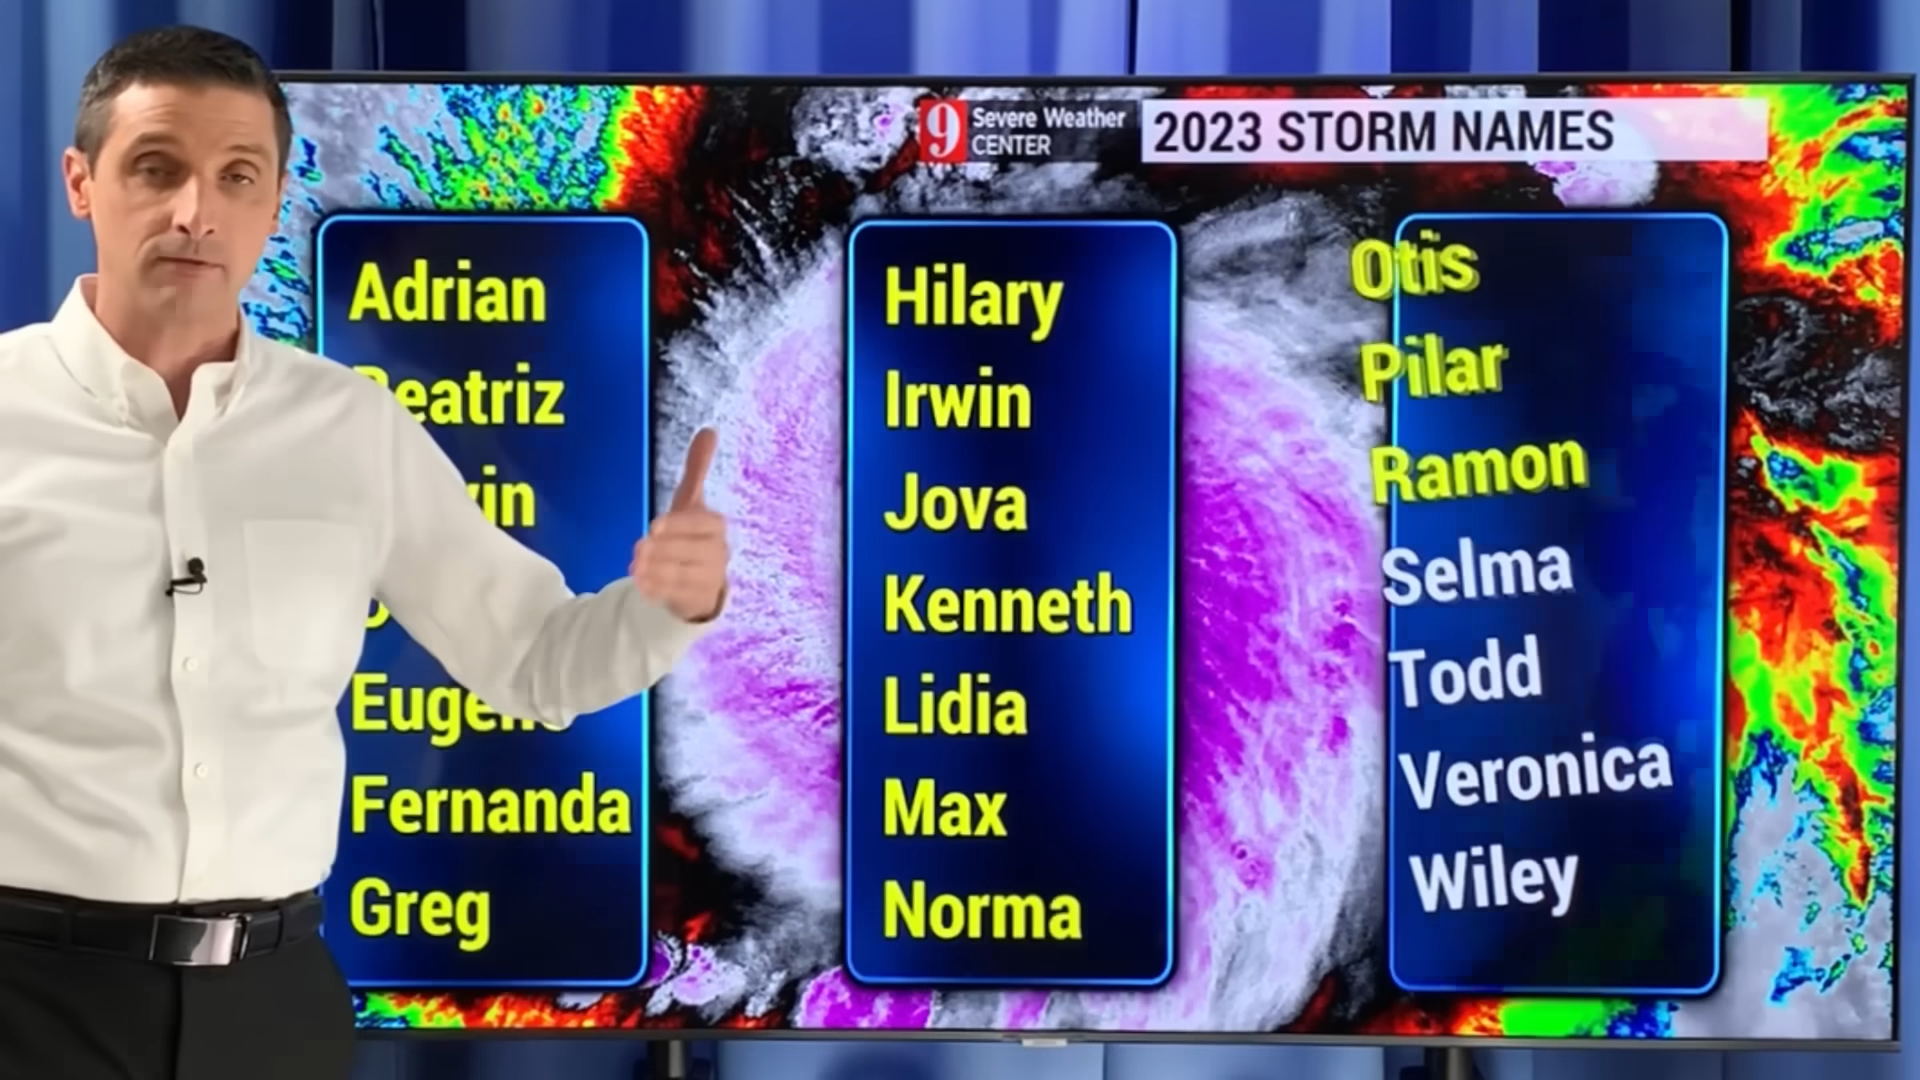 9 Severe Weather
CENTER
2023 STORM NAMES
Adrian
Beatriz
Fernanda
Greg
Hilary
Irwin
Jova
Kenneth
Lidia
Max
Norma
Otis
Pilar
Ramon
Selma
Todd
Veronica
Wiley